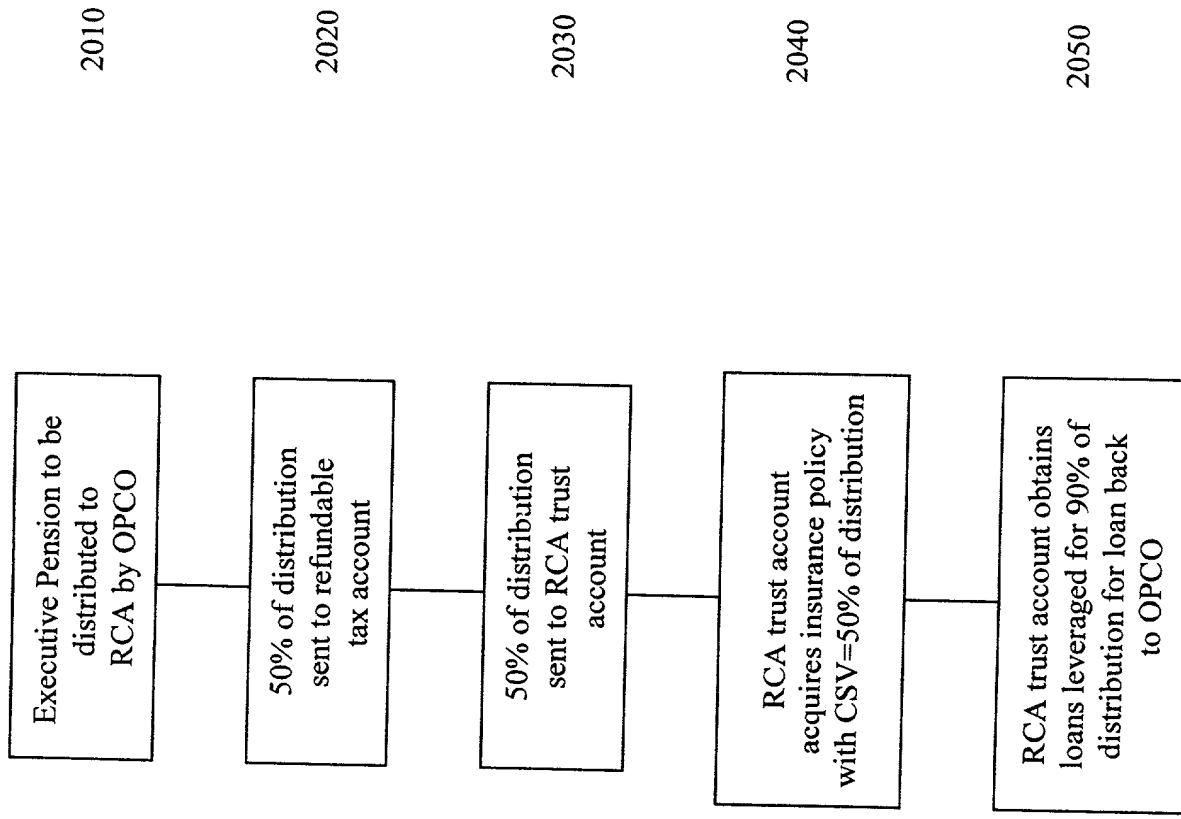 Executive Pension to be
distributed to
RCA by OPCO
2010
50% of distribution
sent to refundable
tax account
2020
50% of distribution
sent to RCA trust
account
2030
RCA trust account
acquires insurance policy
with CSV=50% of distribution
2040
RCA trust account obtains
loans leveraged for 90% of
distribution for loan back
to OPCO
2050